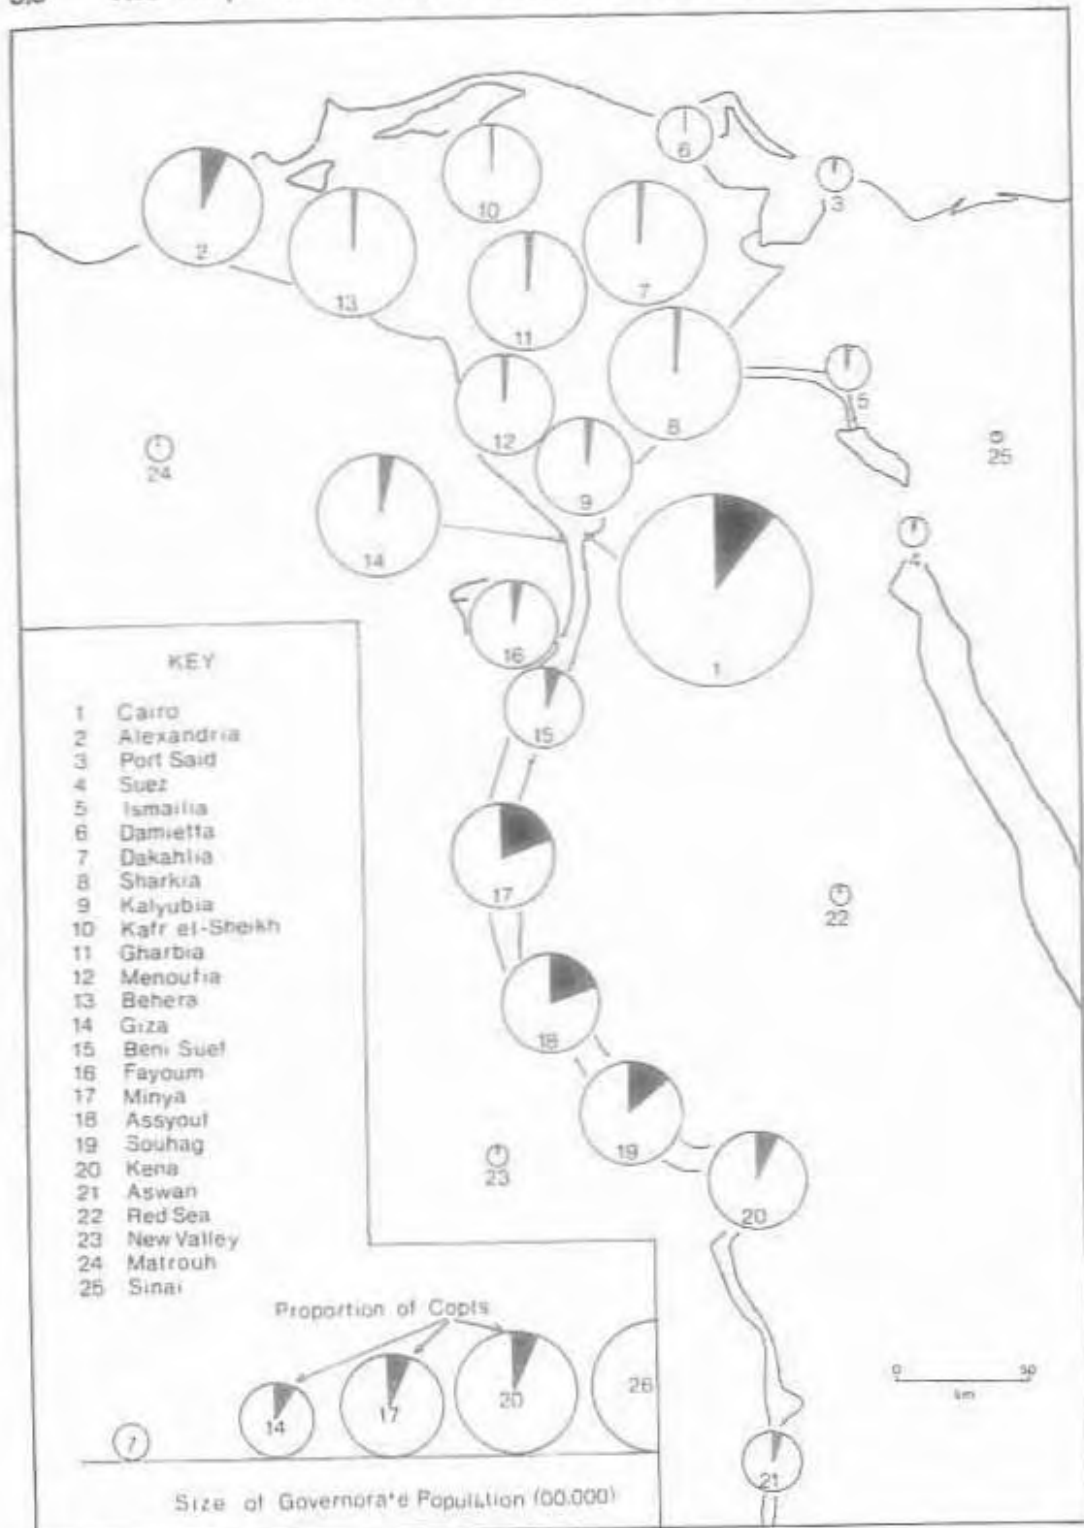 6
10
3
2
7
13
11
8
5
12
24
25
9
14
4
16
1
KEY
15
1 Cairo
2 Alexandria
3 Port Said
4 Suez
5 Ismailia
6 Damietta
7 Dakahlia
8 Sharkia
9 Kalyubia
10 Kafr el-Sheikh
11 Gharbia
12 Menoufia
13 Behera
14 Giza
15 Beni Suef
16 Fayoum
17 Minya
18 Assyout
19 Souhag
20 Kena
21 Aswan
22 Red Sea
23 New Valley
24 Matrouh
25 Sinai
17
22
18
19
23
20
Proportion of Copts
0 50
km
7 14 17 20 26
21
Size of Governorate Population (00.000)